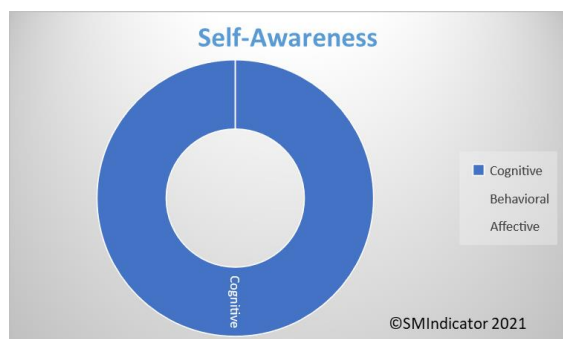 Self-Awareness
Cognitive
Behavioral
Affective
Cognitive
©SMIndicator 2021